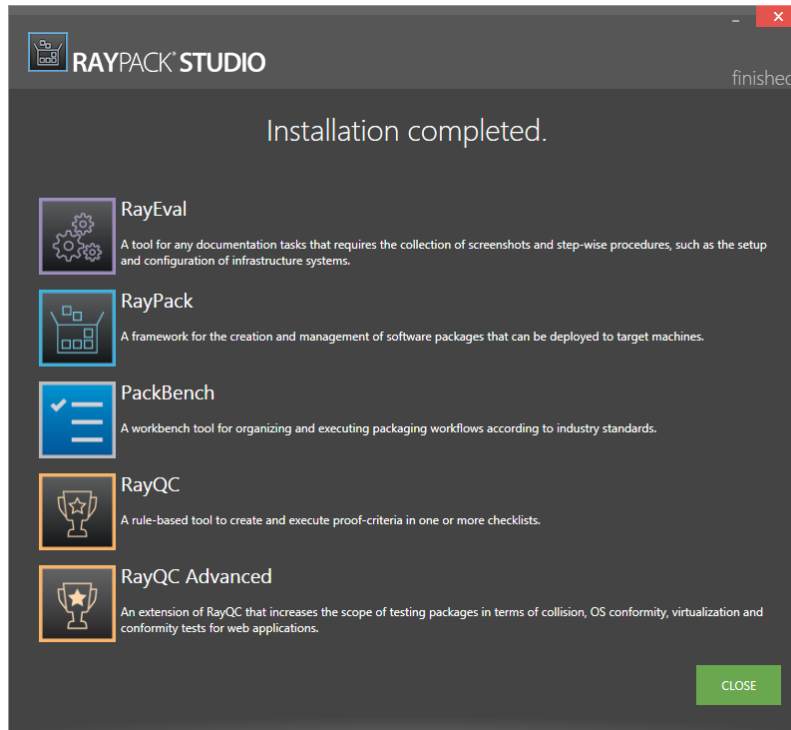 RAYPACK® STUDIO
finished
Installation completed.
RayEval
A tool for any documentation tasks that requires the collection of screenshots and step-wise procedures, such as the setup
and configuration of infrastructure systems.
RayPack
A framework for the creation and management of software packages that can be deployed to target machines.
PackBench
A workbench tool for organizing and executing packaging workflows according to industry standards.
RayQC
A rule-based tool to create and execute proof-criteria in one or more checklists.
RayQC Advanced
An extension of RayQC that increases the scope of testing packages in terms of collision, OS conformity, virtualization and
conformity tests for web applications.
CLOSE